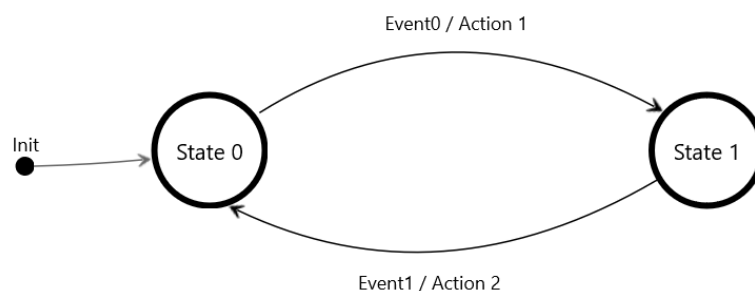 Event0 / Action 1
Init
State 0
State 1
Event1 / Action 2